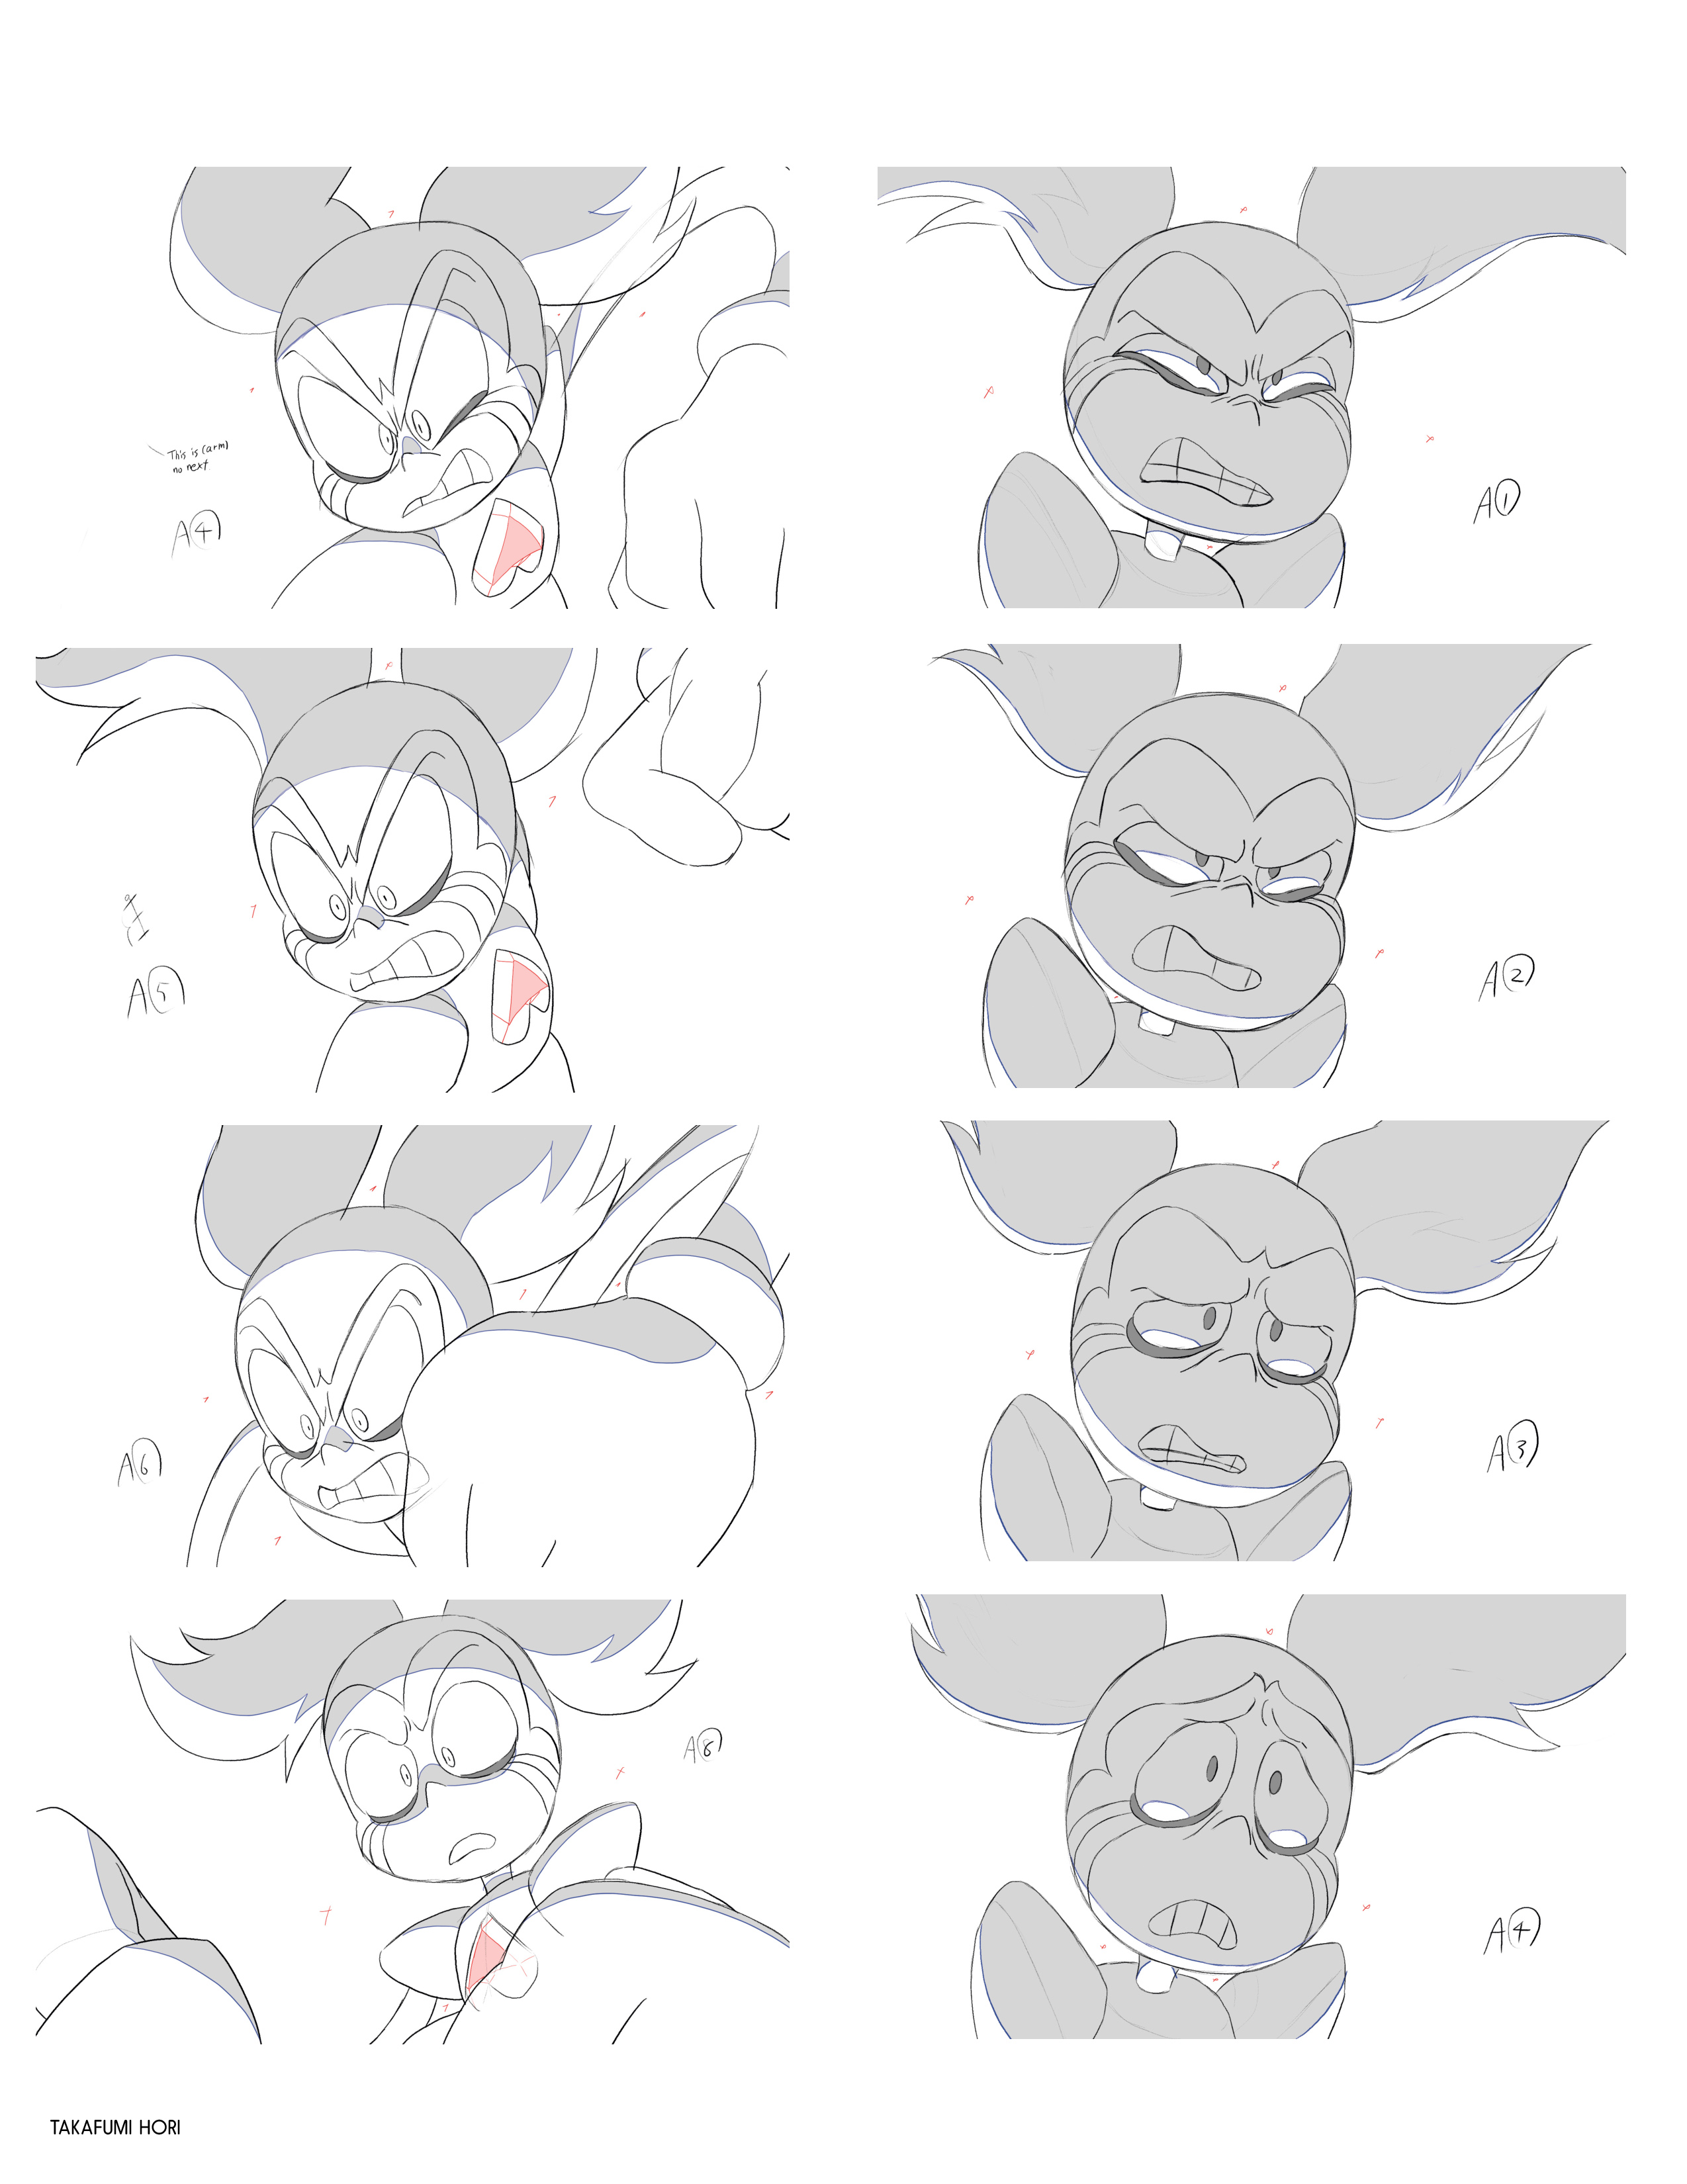 This is (arm)
no next
A④
A①
A⑤
A②
A⑥
A③
A⑧
A④
TAKAFUMI HORI